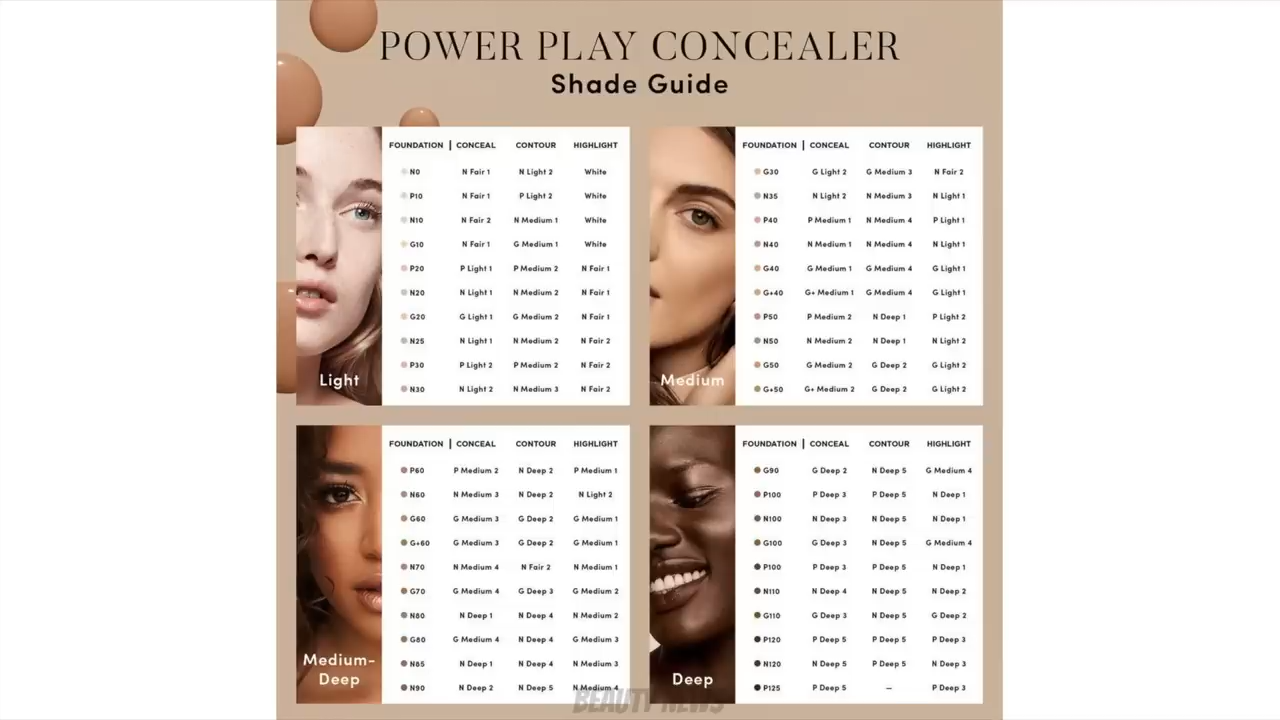 POWER PLAY CONCEALER
Shade Guide
FOUNDATION | CONCEAL CONTOUR HIGHLIGHT
N0 N Fair 1 N Light 2 White
P10 N Fair 1 P Light 2 White
N10 N Fair 2 N Medium 1 White
G10 N Fair 1 G Medium 1 White
P20 P Light 1 P Medium 2 N Fair 1
N20 N Light 1 N Medium 2 N Fair 1
G20 G Light 1 G Medium 2 N Fair 1
N25 N Light 1 N Medium 2 N Fair 2
P30 P Light 2 P Medium 2 N Fair 2
N30 N Light 2 N Medium 3 N Fair 2
Light
FOUNDATION | CONCEAL CONTOUR HIGHLIGHT
G30 G Light 2 G Medium 3 N Fair 2
N35 N Light 2 N Medium 3 N Light 1
P40 P Medium 1 N Medium 4 P Light 1
N40 N Medium 1 N Medium 4 N Light 1
G40 G Medium 1 G Medium 4 G Light 1
G+40 G+ Medium 1 G Medium 4 G Light 1
P50 P Medium 2 N Deep 1 P Light 2
N50 N Medium 2 N Deep 1 N Light 2
G50 G Medium 2 G Deep 2 G Light 2
G+50 G+ Medium 2 G Deep 2 G Light 2
Medium
FOUNDATION | CONCEAL CONTOUR HIGHLIGHT
P60 P Medium 2 N Deep 2 P Medium 1
N60 N Medium 3 N Deep 2 N Light 2
G60 G Medium 3 G Deep 2 G Medium 1
G+60 G Medium 3 G Deep 2 G Medium 1
N70 N Medium 4 N Fair 2 N Medium 1
G70 G Medium 4 G Deep 3 G Medium 2
N80 N Deep 1 N Deep 4 N Medium 2
G80 G Medium 4 N Deep 4 G Medium 3
N85 N Deep 1 N Deep 4 N Medium 3
N90 N Deep 2 N Deep 5 N Medium 4
Medium-
Deep
FOUNDATION | CONCEAL CONTOUR HIGHLIGHT
G90 G Deep 2 N Deep 5 G Medium 4
P100 P Deep 3 P Deep 5 N Deep 1
N100 N Deep 3 N Deep 5 N Deep 1
G100 G Deep 3 N Deep 5 G Medium 4
P100 P Deep 3 P Deep 5 N Deep 1
N110 N Deep 4 N Deep 5 N Deep 2
G110 G Deep 3 N Deep 5 G Deep 2
P120 P Deep 5 P Deep 5 P Deep 3
N120 N Deep 5 P Deep 5 N Deep 3
P125 P Deep 5 — P Deep 3
Deep
BEAUTY NEWS